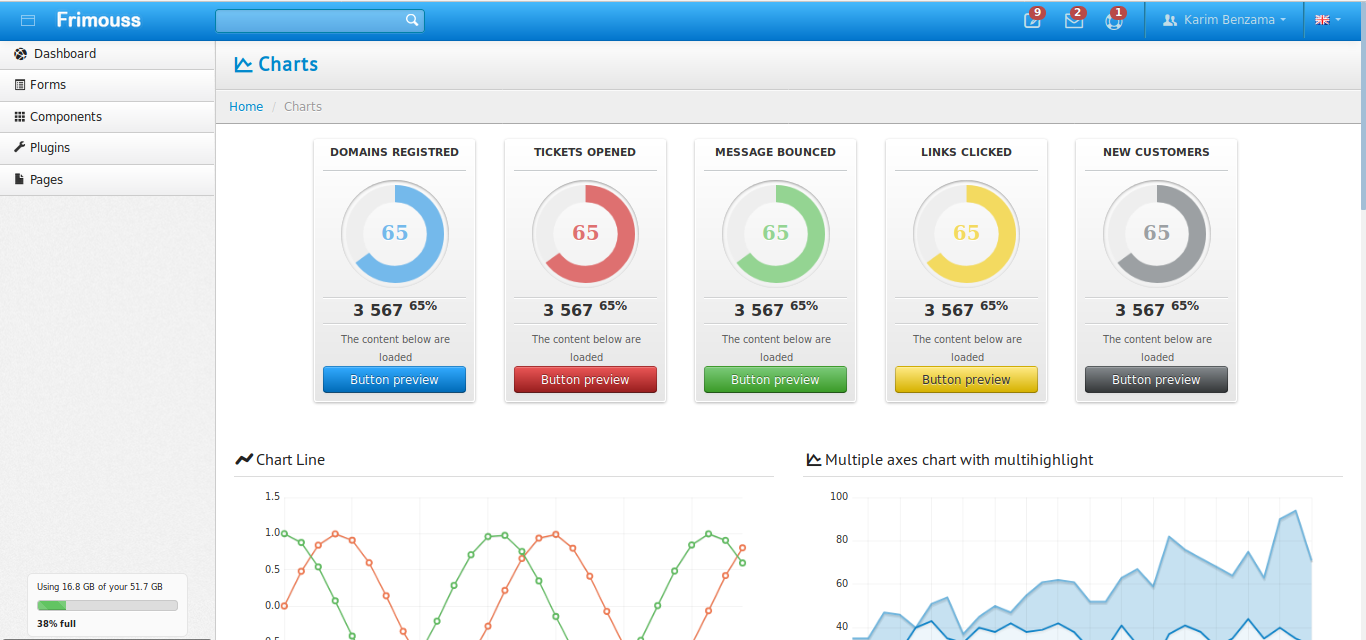 Frimouss
9 2 1
Karim Benzama
Dashboard
Forms
Components
Plugins
Pages
Charts
Home / Charts
DOMAINS REGISTRED
65
3 567 65%
The content below are
loaded
Button preview
TICKETS OPENED
65
3 567 65%
The content below are
loaded
Button preview
MESSAGE BOUNCED
65
3 567 65%
The content below are
loaded
Button preview
LINKS CLICKED
65
3 567 65%
The content below are
loaded
Button preview
NEW CUSTOMERS
65
3 567 65%
The content below are
loaded
Button preview
Chart Line
1.5
1.0
0.5
0.0
-0.5
Multiple axes chart with multihighlight
100
80
60
40
Using 16.8 GB of your 51.7 GB
38% full